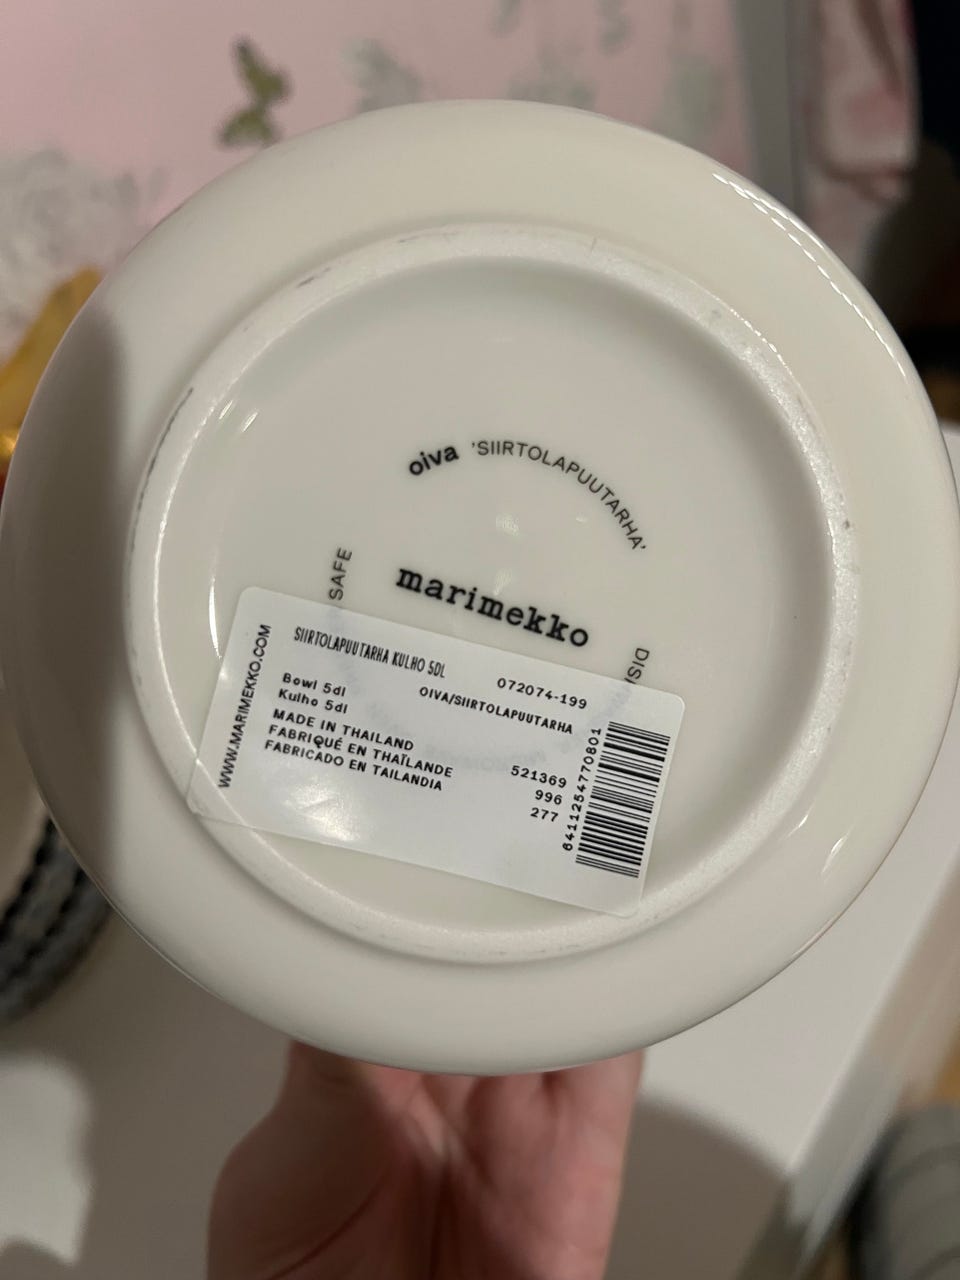 oiva 'SIIRTOLAPUUTARHA'
SAFE
marimekko
WWW.MARIMEKKO.COM
SIIRTOLAPUUTARHA KULHO 5DL
072074-199
Bowl 5dl
Kulho 5dl
OIVA/SIIRTOLAPUUTARHA
MADE IN THAILAND
FABRIQUÉ EN THAÏLANDE
FABRICADO EN TAILANDIA
521369
996
277
6411254770801